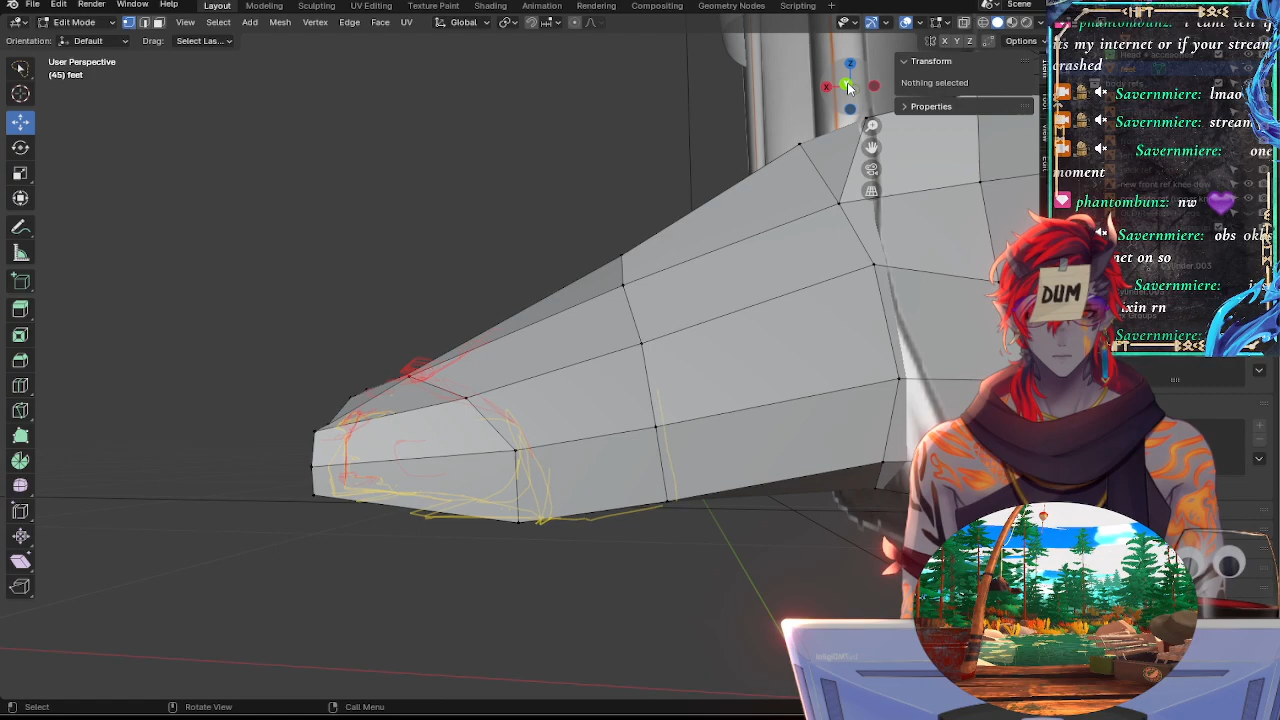 File Edit Render Window Help Layout Modeling Sculpting UV Editing Texture Paint Shading Animation Rendering Compositing Geometry Nodes Scripting + Scene
Edit Mode View Select Add Mesh Vertex Edge Face UV Global
Orientation: Default Drag: Select Las... X Y Z Options
User Perspective
(45) feet
Z
X
Transform
Nothing selected
Properties
i cant tell if
its my internet or if your stream
crashed
Savernmiere: lmao
Savernmiere: stream
Savernmiere: one
moment
phantombunz: nw
Savernmiere: obs
net on so
Savernmiere:
rn
Savernmiere:
DUM
Select Rotate View Call Menu